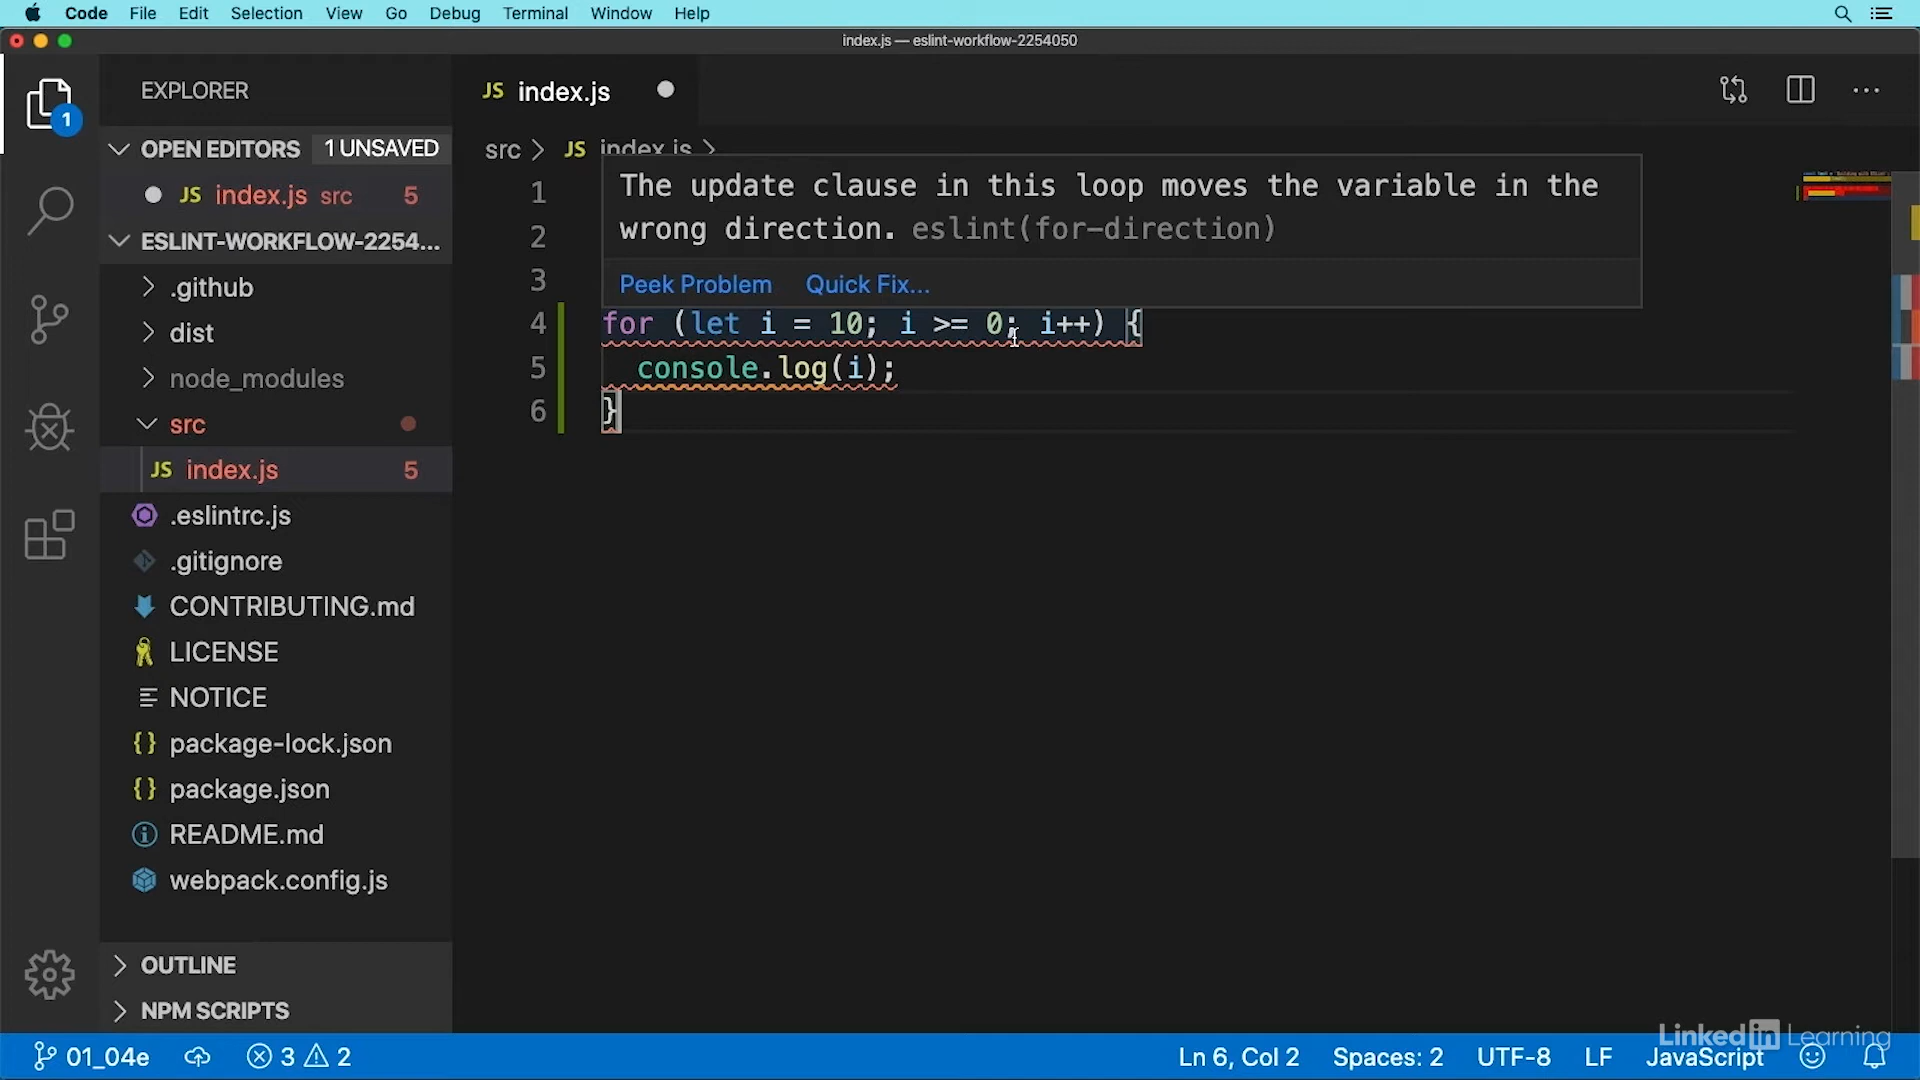 Code File Edit Selection View Go Debug Terminal Window Help
index.js — eslint-workflow-2254050
EXPLORER
OPEN EDITORS 1 UNSAVED
JS index.js src 5
ESLINT-WORKFLOW-2254...
.github
dist
node_modules
src
JS index.js 5
.eslintrc.js
.gitignore
CONTRIBUTING.md
LICENSE
NOTICE
{} package-lock.json
{} package.json
README.md
webpack.config.js
OUTLINE
NPM SCRIPTS
1
JS index.js
src > JS index.js >
The update clause in this loop moves the variable in the
wrong direction. eslint(for-direction)
Peek Problem Quick Fix...
1
2
3
4 for (let i = 10; i >= 0; i++) {
5 console.log(i);
6 }
LinkedIn Learning
01_04e 3 2 Ln 6, Col 2 Spaces: 2 UTF-8 LF JavaScript